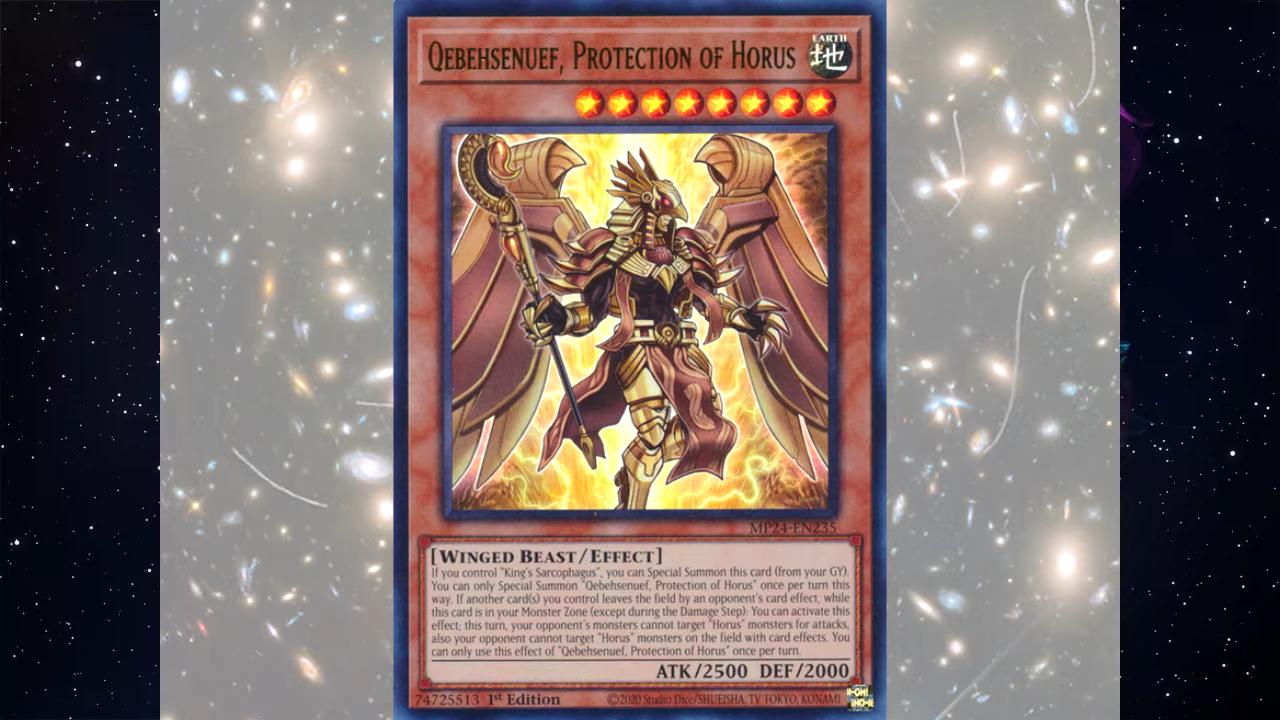 QEBEHSENUEF, PROTECTION OF HORUS
EARTH
地
MP24-EN235
[WINGED BEAST/EFFECT]
If you control "King's Sarcophagus", you can Special Summon this card (from your GY).
You can only Special Summon "Qebehsenuef, Protection of Horus" once per turn this
way. If another card(s) you control leaves the field by an opponent's card effect, while
this card is in your Monster Zone (except during the Damage Step): You can activate this
effect; this turn, your opponent's monsters cannot target "Horus" monsters for attacks,
also your opponent cannot target "Horus" monsters on the field with card effects. You
can only use this effect of "Qebehsenuef, Protection of Horus" once per turn.
ATK/2500 DEF/2000
74725513 1st Edition ©2020 Studio Dice/SHUEISHA, TV TOKYO, KONAMI